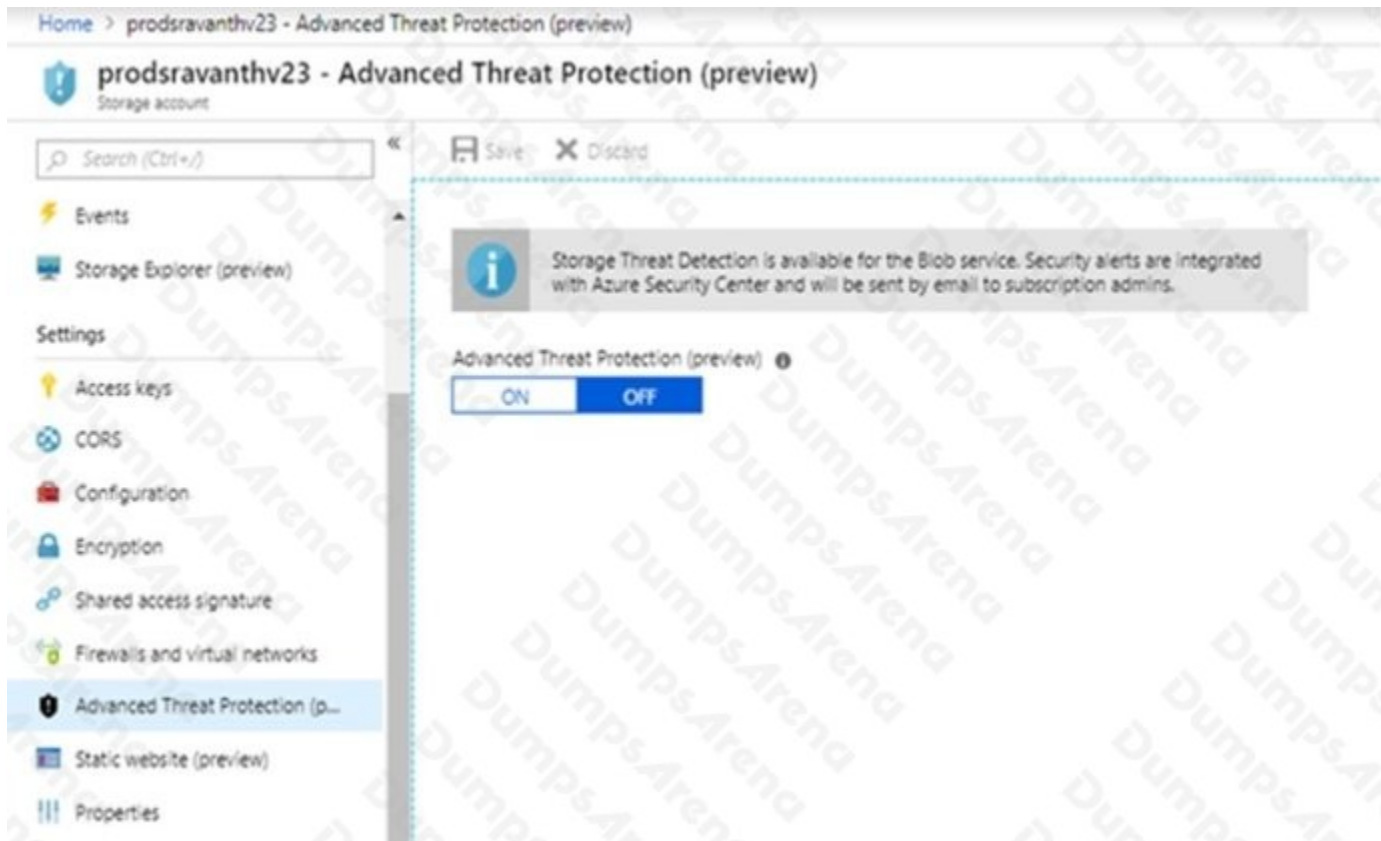 Home > prodsravanthv23 - Advanced Threat Protection (preview)
prodsravanthv23 - Advanced Threat Protection (preview)
Storage account
Search (Ctrl+/)
«
Save
Discard
Events
Storage Explorer (preview)
Settings
Access keys
CORS
Configuration
Encryption
Shared access signature
Firewalls and virtual networks
Advanced Threat Protection (p...
Static website (preview)
Properties
Storage Threat Detection is available for the Blob service. Security alerts are integrated
with Azure Security Center and will be sent by email to subscription admins.
Advanced Threat Protection (preview)
ON OFF
DumpsArena